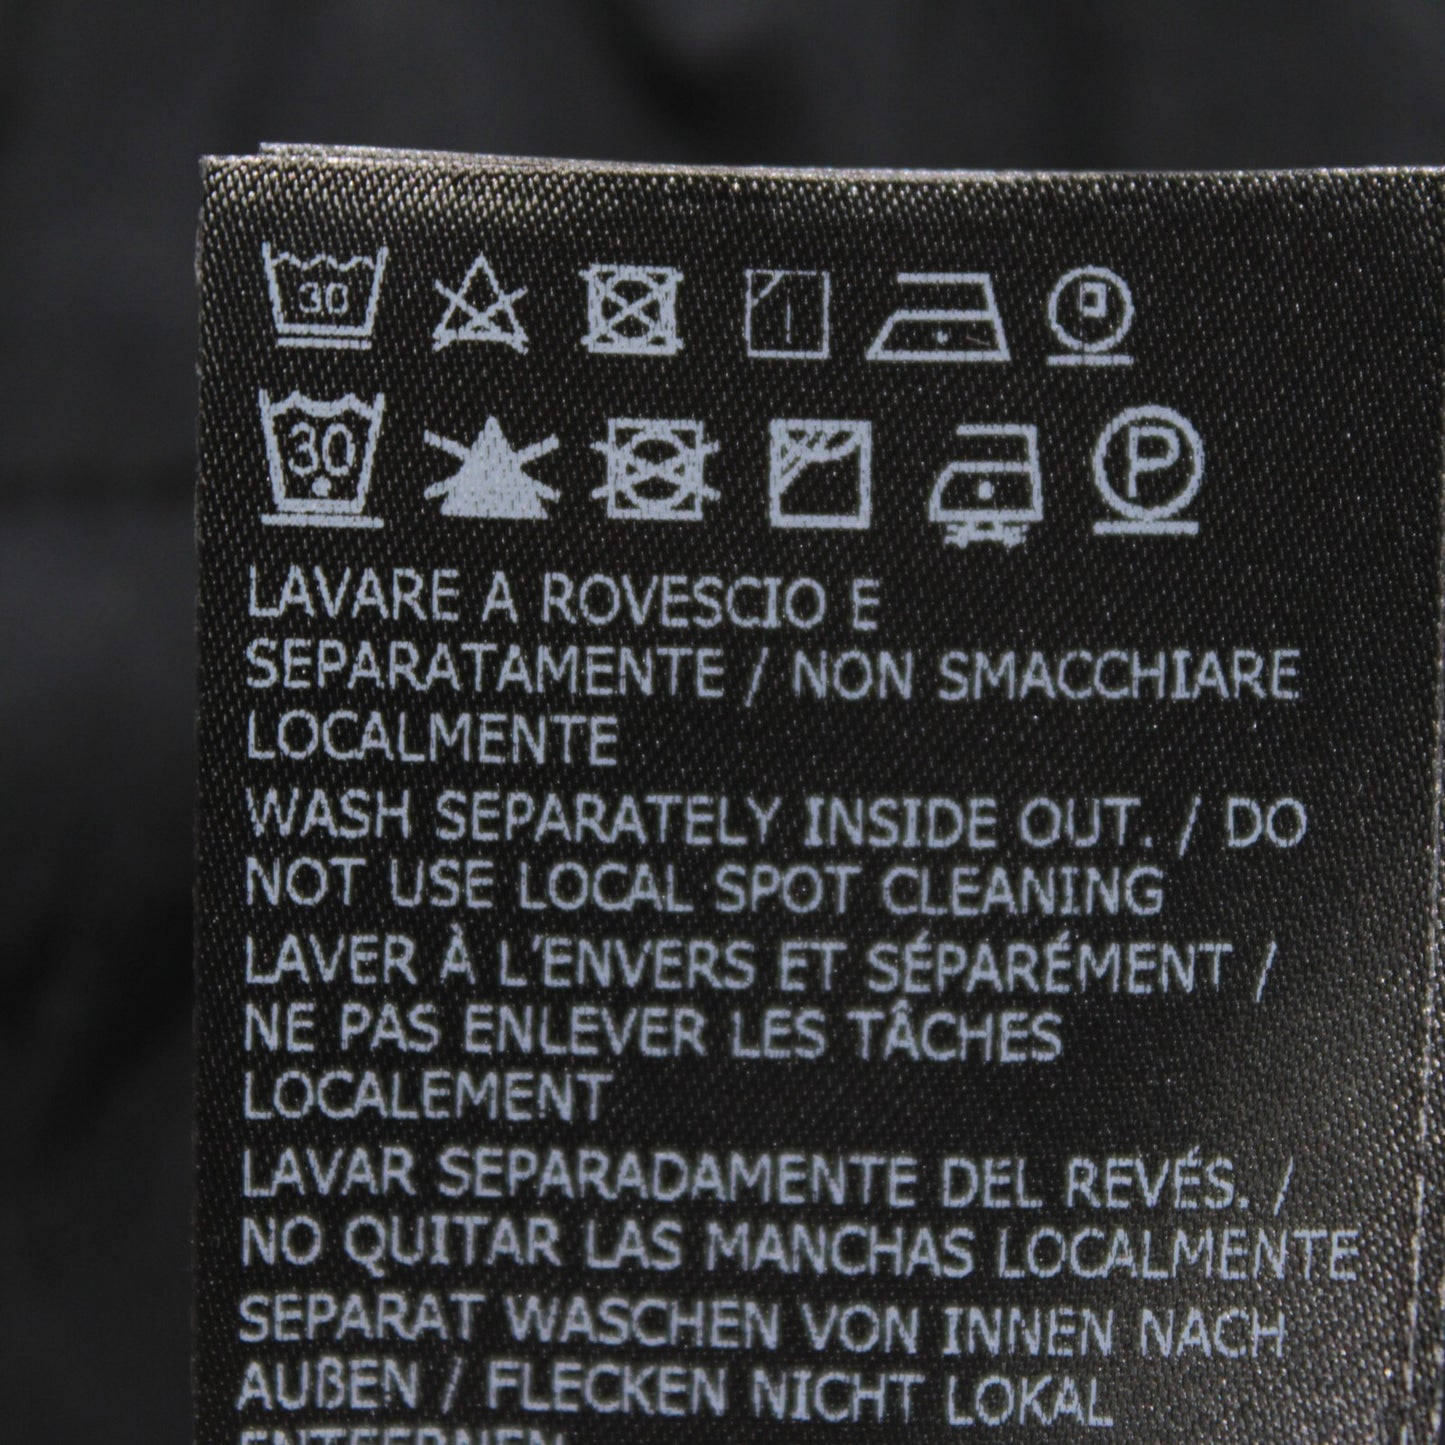 30
30 P
LAVARE A ROVESCIO E
SEPARATAMENTE / NON SMACCHIARE
LOCALMENTE
WASH SEPARATELY INSIDE OUT. / DO
NOT USE LOCAL SPOT CLEANING
LAVER À L'ENVERS ET SÉPARÉMENT /
NE PAS ENLEVER LES TÂCHES
LOCALEMENT
LAVAR SEPARADAMENTE DEL REVÉS. /
NO QUITAR LAS MANCHAS LOCALMENTE
SEPARAT WASCHEN VON INNEN NACH
AUßEN / FLECKEN NICHT LOKAL